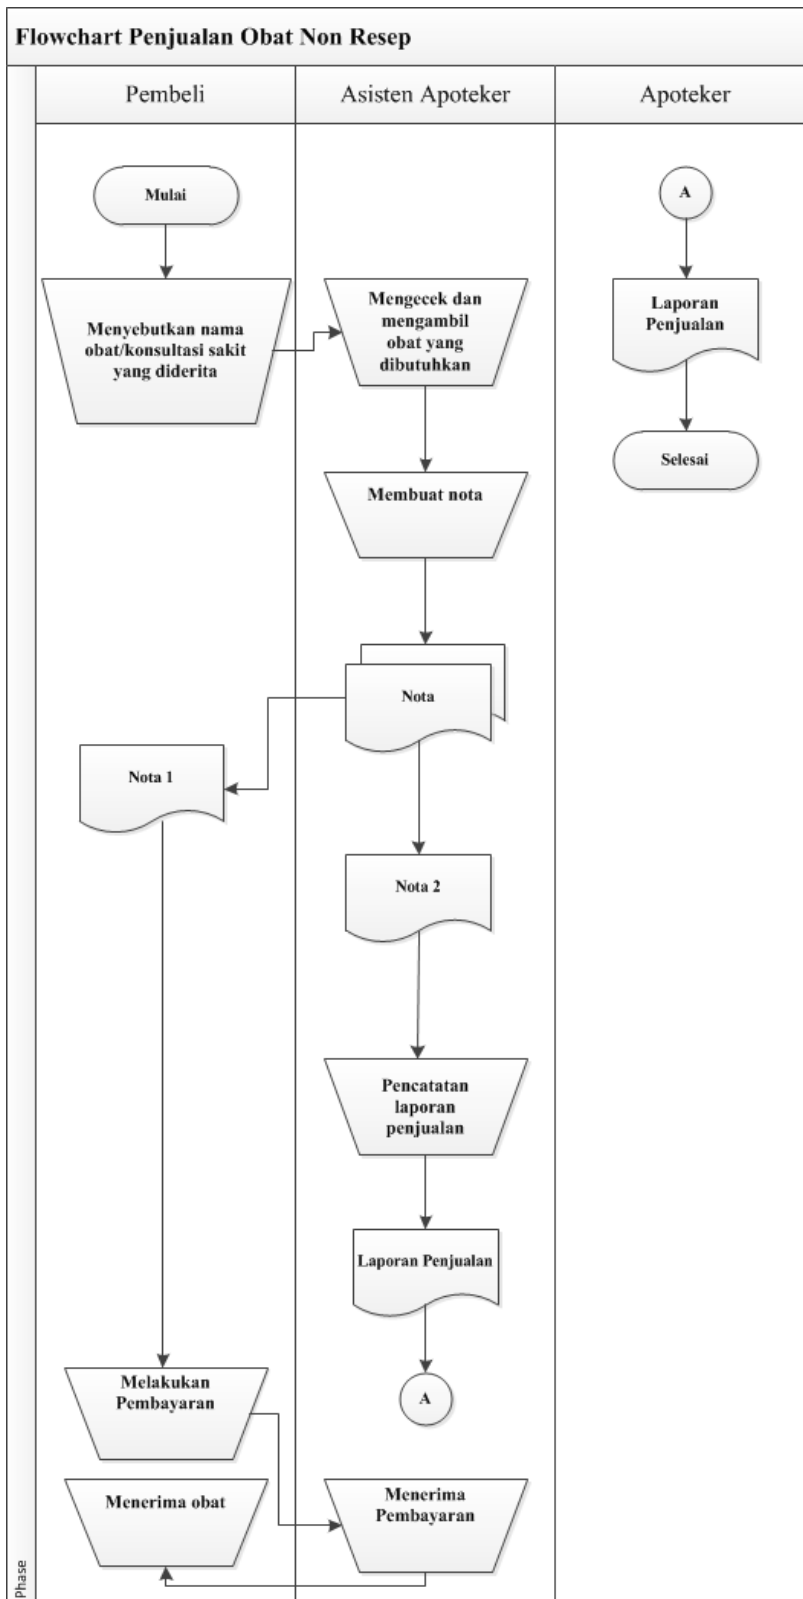 Flowchart Penjualan Obat Non Resep
Pembeli
Asisten Apoteker
Apoteker
Mulai
A
Menyebutkan nama
obat/konsultasi sakit
yang diderita
Mengecek dan
mengambil
obat yang
dibutuhkan
Laporan
Penjualan
Selesai
Membuat nota
Nota
Nota 1
Nota 2
Pencatatan
laporan
penjualan
Laporan Penjualan
Melakukan
Pembayaran
A
Menerima obat
Menerima
Pembayaran
Phase